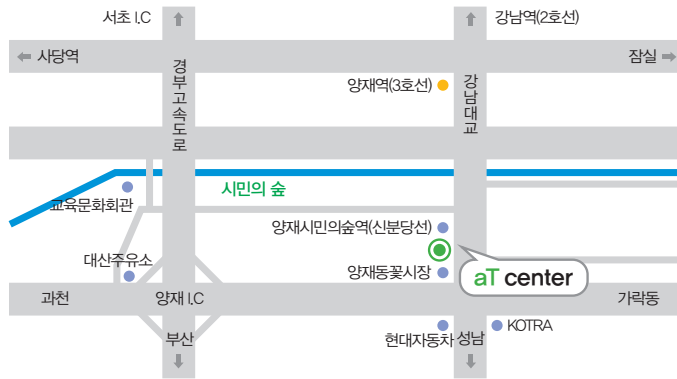 서초 I.C
강남역(2호선)
사당역
잠실
경부고속도로
양재역(3호선)
강남대교
시민의 숲
교육문화회관
양재시민의숲역(신분당선)
대산주유소
양재동꽃시장
aT center
과천
양재 I.C
가락동
부산
현대자동차
성남
KOTRA